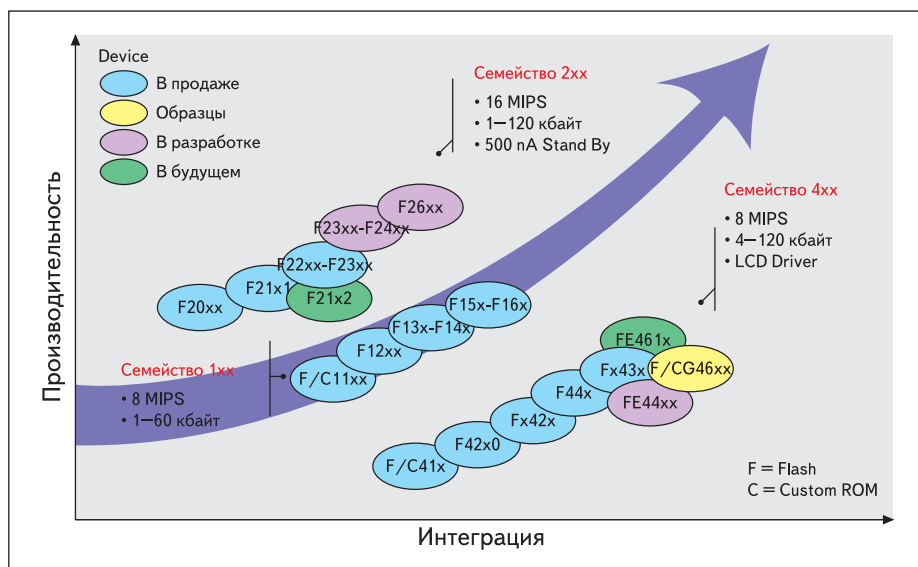 Device
В продаже
Образцы
В разработке
В будущем
Семейство 2xx
• 16 MIPS
• 1–120 кбайт
• 500 nA Stand By
Семейство 4xx
• 8 MIPS
• 4–120 кбайт
• LCD Driver
F26xx
F23xx-F24xx
F22xx-F23xx
F21x1
F21x2
F20xx
F15x-F16x
F13x-F14x
F12xx
F/C11xx
Семейство 1xx
• 8 MIPS
• 1–60 кбайт
FE461x
Fx43x
F/CG46xx
F44x
FE44xx
Fx42x
F42x0
F/C41x
F = Flash
C = Custom ROM
Производительность
Интеграция